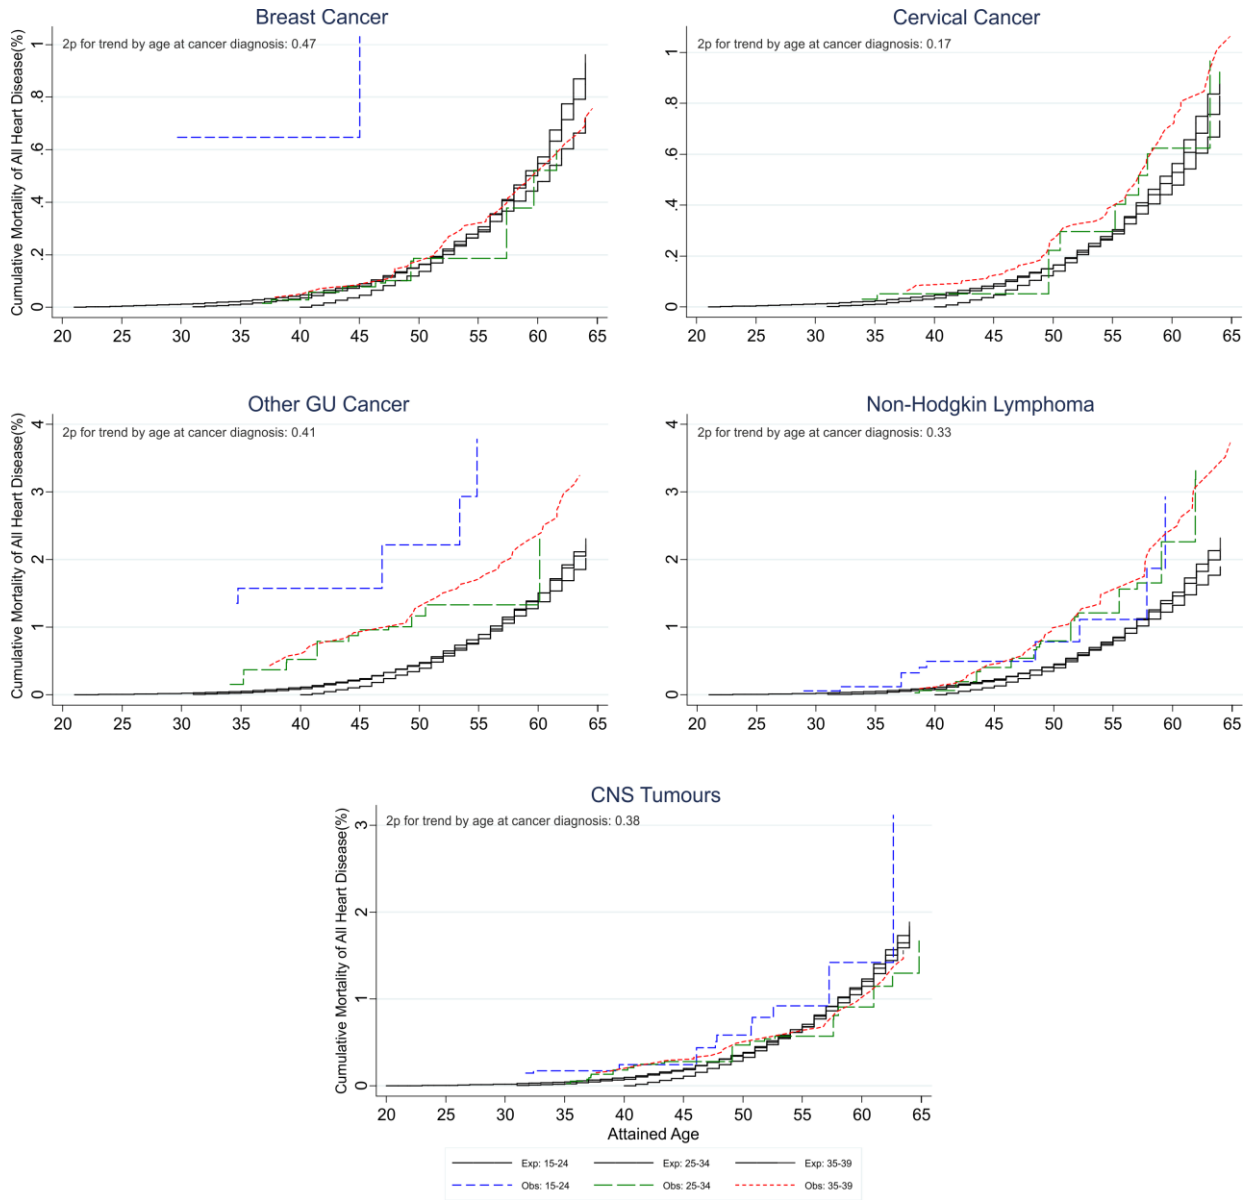 Breast Cancer
2p for trend by age at cancer diagnosis: 0.47
Cumulative Mortality of All Heart Disease(%)
1
.8
.6
.4
.2
0
20 25 30 35 40 45 50 55 60 65
Cervical Cancer
2p for trend by age at cancer diagnosis: 0.17
1
.8
.6
.4
.2
0
20 25 30 35 40 45 50 55 60 65
Other GU Cancer
2p for trend by age at cancer diagnosis: 0.41
Cumulative Mortality of All Heart Disease(%)
4
3
2
1
0
20 25 30 35 40 45 50 55 60 65
Non-Hodgkin Lymphoma
2p for trend by age at cancer diagnosis: 0.33
4
3
2
1
0
20 25 30 35 40 45 50 55 60 65
CNS Tumours
2p for trend by age at cancer diagnosis: 0.38
Cumulative Mortality of All Heart Disease(%)
3
2
1
0
20 25 30 35 40 45 50 55 60 65
Attained Age
Exp: 15-24 Exp: 25-34 Exp: 35-39
Obs: 15-24 Obs: 25-34 Obs: 35-39